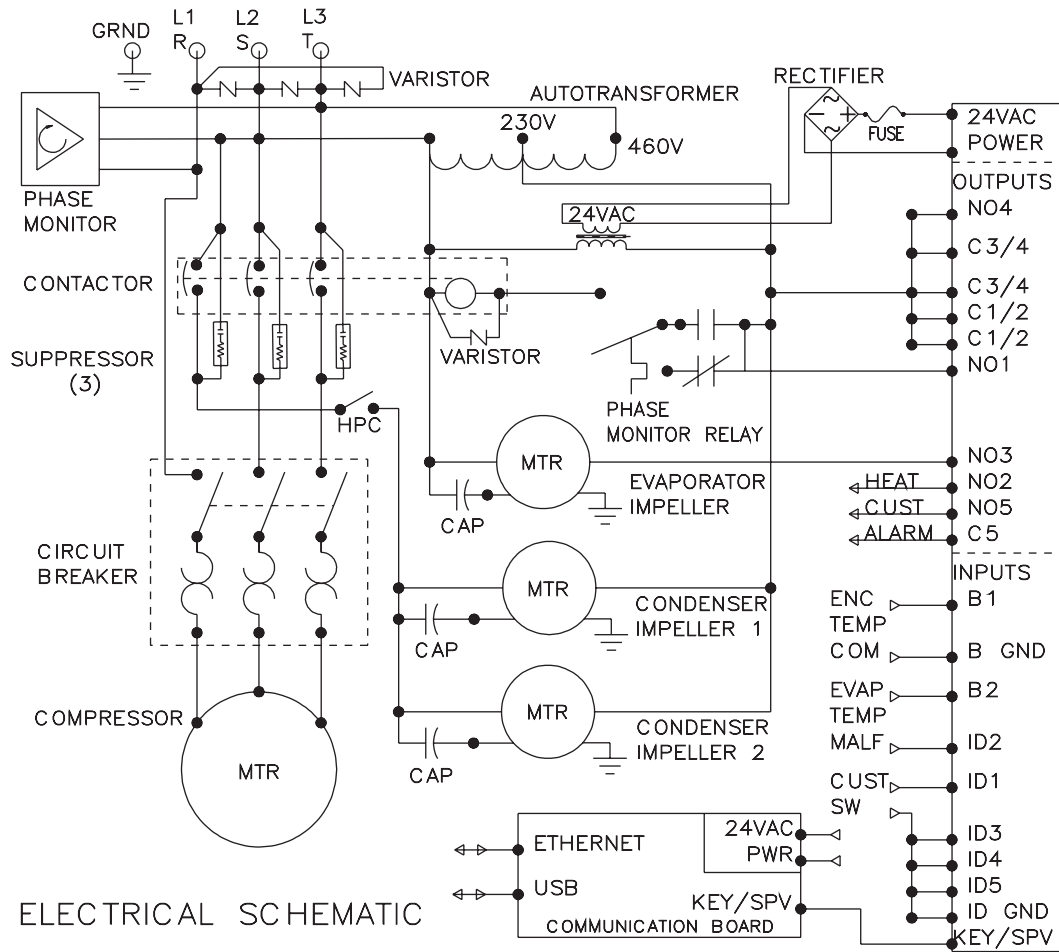 GRND
L1
R
L2
S
L3
T
VARISTOR
RECTIFIER
AUTOTRANSFORMER
230V
460V
FUSE
24VAC
POWER
PHASE
MONITOR
OUTPUTS
NO4
24VAC
C3/4
CONTACTOR
C3/4
C1/2
C1/2
NO1
VARISTOR
SUPPRESSOR
(3)
HPC
PHASE
MONITOR RELAY
MTR
EVAPORATOR
IMPELLER
CAP
NO3
HEAT
NO2
CUST
NO5
ALARM
C5
CIRCUIT
BREAKER
INPUTS
MTR
CONDENSER
IMPELLER 1
CAP
ENC
TEMP
B1
COM
B GND
EVAP
TEMP
B2
COMPRESSOR
MTR
MTR
CONDENSER
IMPELLER 2
CAP
MALF
ID2
CUST
SW
ID1
24VAC
PWR
ETHERNET
USB
KEY/SPV
COMMUNICATION BOARD
ID3
ID4
ID5
ID GND
KEY/SPV
ELECTRICAL SCHEMATIC